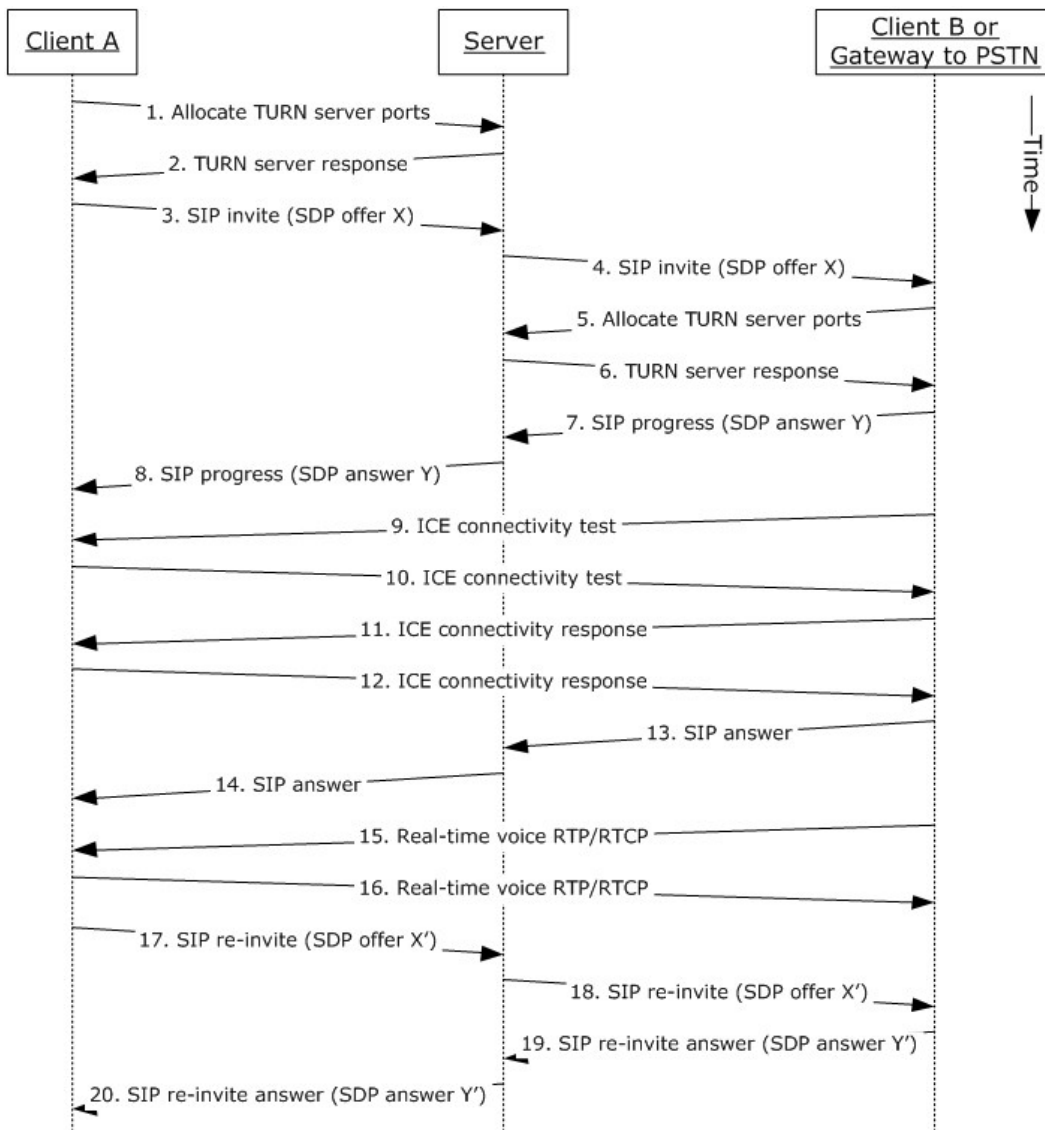 Client A
Server
Client B or
Gateway to PSTN
Time
1. Allocate TURN server ports
2. TURN server response
3. SIP invite (SDP offer X)
4. SIP invite (SDP offer X)
5. Allocate TURN server ports
6. TURN server response
7. SIP progress (SDP answer Y)
8. SIP progress (SDP answer Y)
9. ICE connectivity test
10. ICE connectivity test
11. ICE connectivity response
12. ICE connectivity response
13. SIP answer
14. SIP answer
15. Real-time voice RTP/RTCP
16. Real-time voice RTP/RTCP
17. SIP re-invite (SDP offer X′)
18. SIP re-invite (SDP offer X′)
19. SIP re-invite answer (SDP answer Y′)
20. SIP re-invite answer (SDP answer Y′)